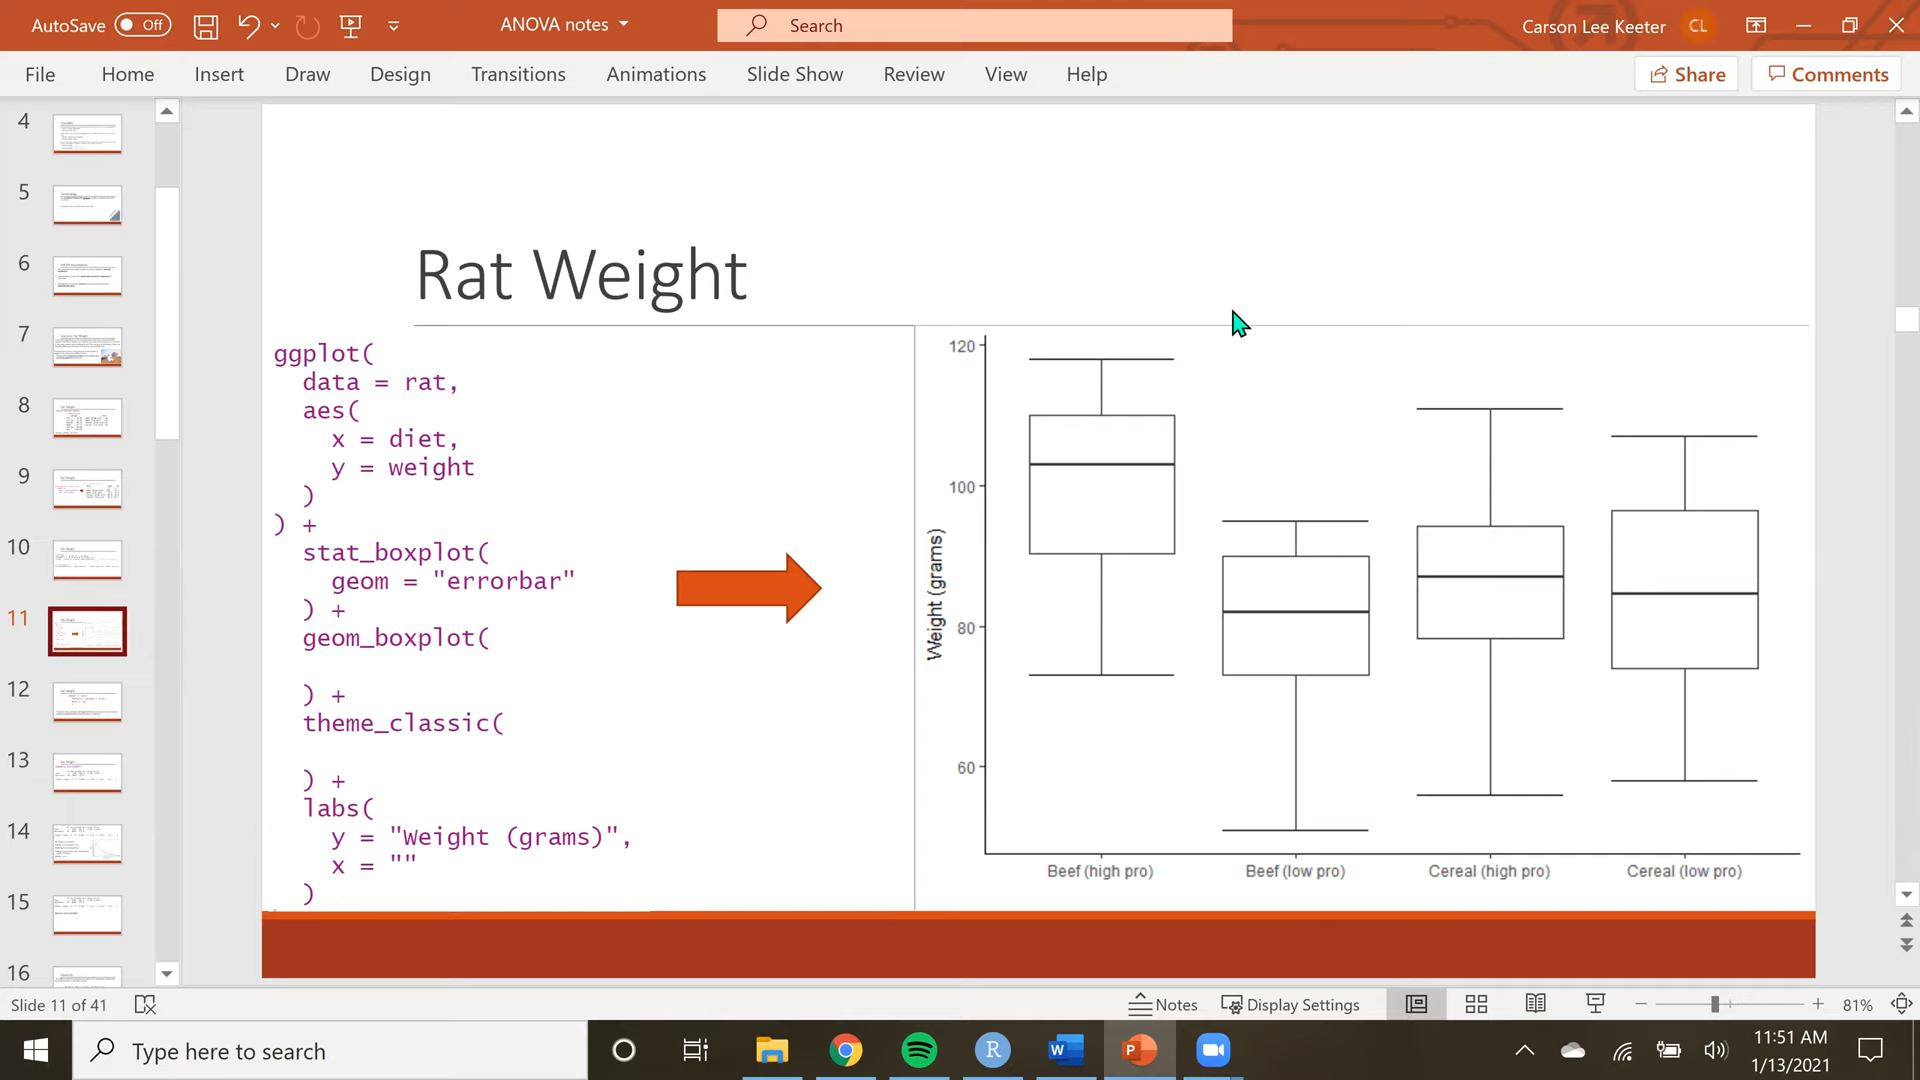 AutoSave Off
ANOVA notes
Search
Carson Lee Keeter CL
File Home Insert Draw Design Transitions Animations Slide Show Review View Help Share Comments
4
5
6
7
8
9
10
11
12
13
14
15
16
Rat Weight
ggplot(
data = rat,
aes(
x = diet,
y = weight
)
) +
stat_boxplot(
geom = "errorbar"
) +
geom_boxplot(
) +
theme_classic(
) +
labs(
y = "Weight (grams)",
x = ""
)
Weight (grams)
120
100
80
60
Beef (high pro) Beef (low pro) Cereal (high pro) Cereal (low pro)
Slide 11 of 41 Notes Display Settings 81%
Type here to search
11:51 AM
1/13/2021